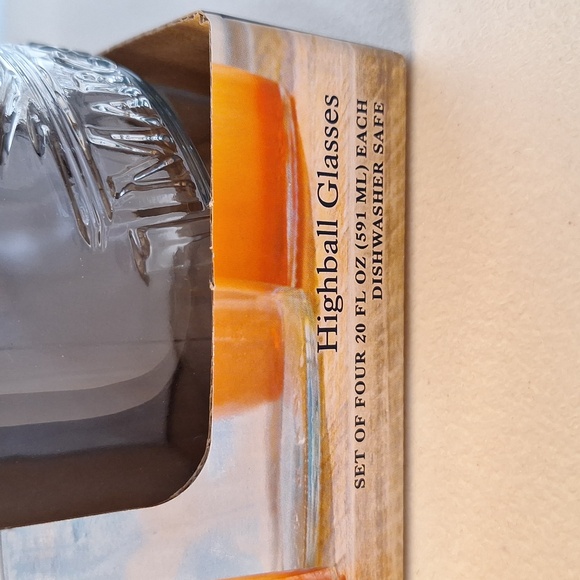 Highball Glasses
SET OF FOUR 20 FL OZ (591 ML) EACH
DISHWASHER SAFE